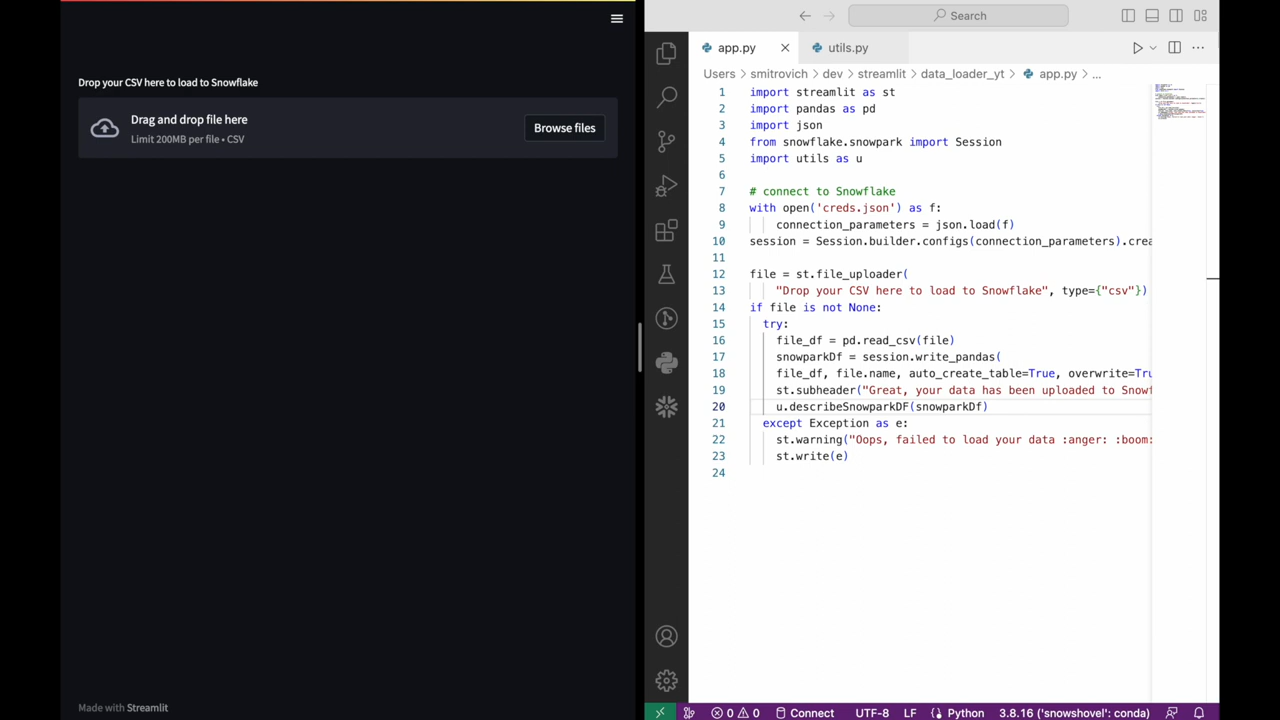 Drop your CSV here to load to Snowflake
Drag and drop file here
Limit 200MB per file • CSV
Browse files
Made with Streamlit
Search
app.py
utils.py
Users > smitrovich > dev > streamlit > data_loader_yt > app.py > ...
1 import streamlit as st
2 import pandas as pd
3 import json
4 from snowflake.snowpark import Session
5 import utils as u
6
7 # connect to Snowflake
8 with open('creds.json') as f:
9 connection_parameters = json.load(f)
10 session = Session.builder.configs(connection_parameters).crea
11
12 file = st.file_uploader(
13 "Drop your CSV here to load to Snowflake", type={"csv"})
14 if file is not None:
15 try:
16 file_df = pd.read_csv(file)
17 snowparkDf = session.write_pandas(
18 file_df, file.name, auto_create_table=True, overwrite=Tru
19 st.subheader("Great, your data has been uploaded to Snowf
20 u.describeSnowparkDF(snowparkDf)
21 except Exception as e:
22 st.warning("Oops, failed to load your data :anger: :boom:
23 st.write(e)
24
0 0 Connect UTF-8 LF Python 3.8.16 ('snowshovel': conda)